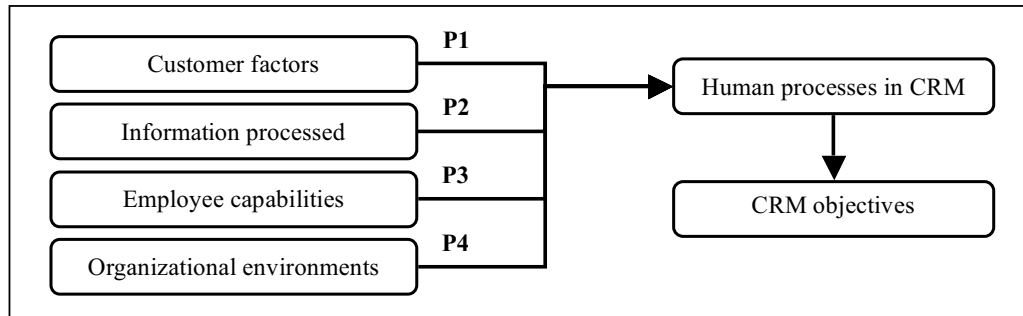 P1
Customer factors
Human processes in CRM
P2
Information processed
P3
Employee capabilities
CRM objectives
P4
Organizational environments